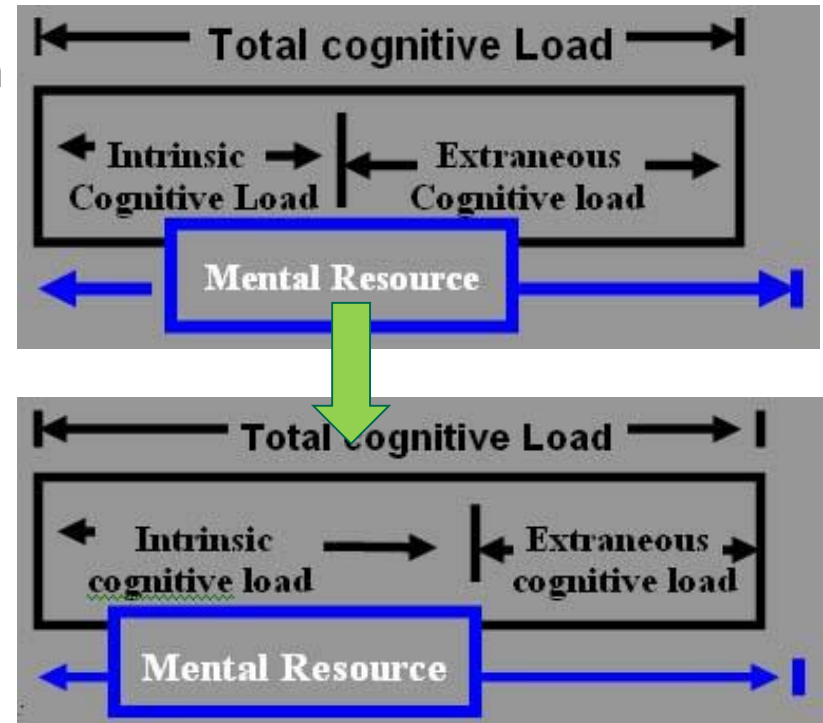 Total cognitive Load
Intrinsic
Cognitive Load
Extraneous
Cognitive load
Mental Resource
Total cognitive Load
Intrinsic
cognitive load
Extraneous
cognitive load
Mental Resource